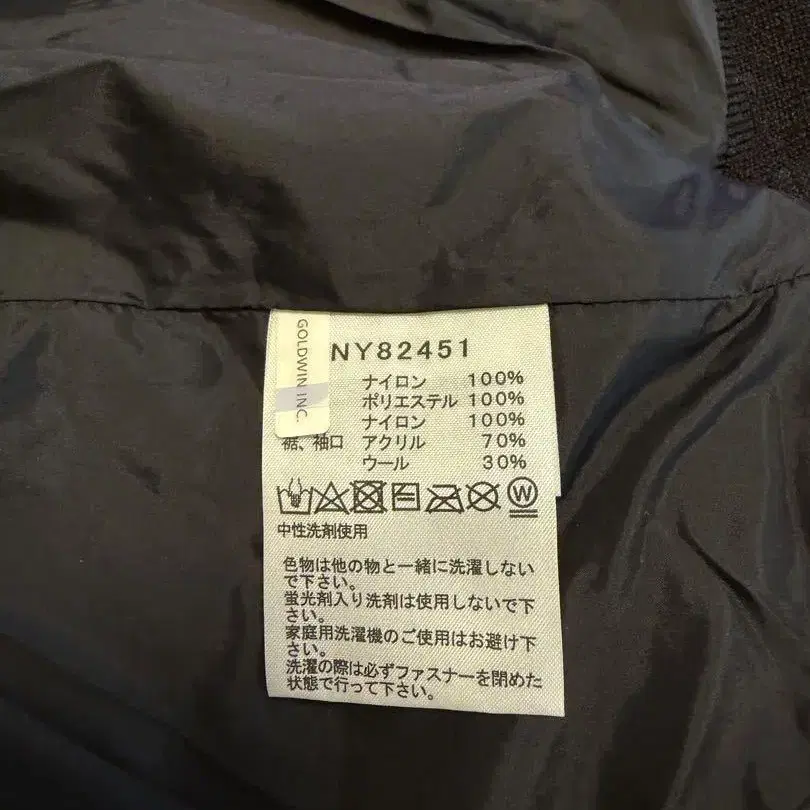 GOLDWIN INC.
NY82451
ナイロン 100%
ポリエステル 100%
ナイロン 100%
裾、袖口 アクリル 70%
ウール 30%
W
中性洗剤使用
色物は他の物と一緒に洗濯しない
で下さい。
蛍光剤入り洗剤は使用しないで下
さい。
家庭用洗濯機のご使用はお避け下
さい。
洗濯の際は必ずファスナーを閉めた
状態で行って下さい。